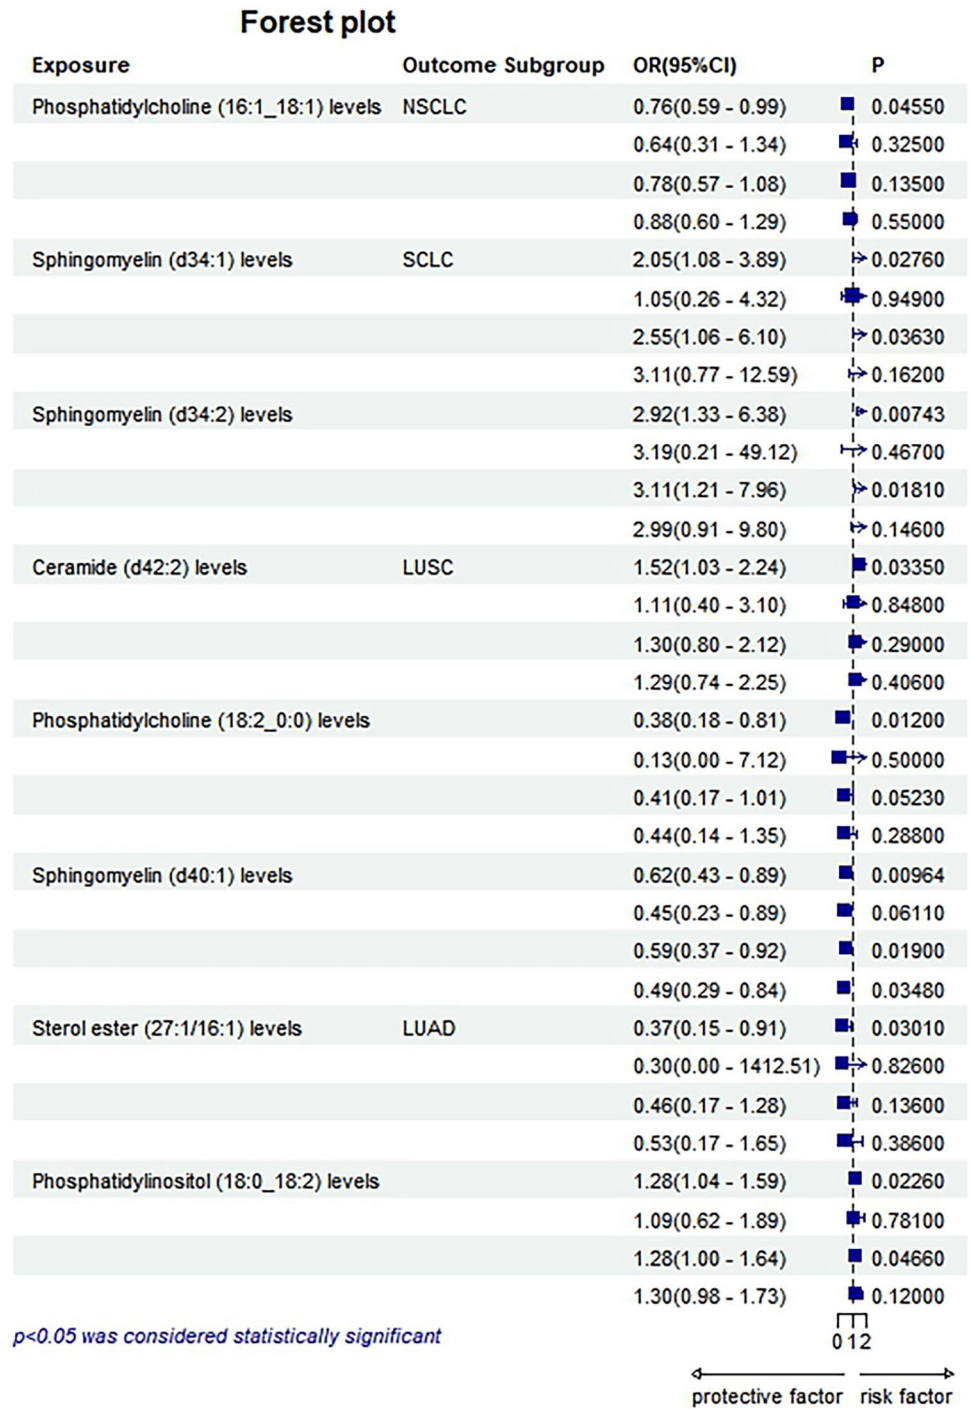 Forest plot
Exposure Outcome Subgroup OR(95%CI) P
Phosphatidylcholine (16:1_18:1) levels NSCLC 0.76(0.59 - 0.99) 0.04550
0.64(0.31 - 1.34) 0.32500
0.78(0.57 - 1.08) 0.13500
0.88(0.60 - 1.29) 0.55000
Sphingomyelin (d34:1) levels SCLC 2.05(1.08 - 3.89) 0.02760
1.05(0.26 - 4.32) 0.94900
2.55(1.06 - 6.10) 0.03630
3.11(0.77 - 12.59) 0.16200
Sphingomyelin (d34:2) levels 2.92(1.33 - 6.38) 0.00743
3.19(0.21 - 49.12) 0.46700
3.11(1.21 - 7.96) 0.01810
2.99(0.91 - 9.80) 0.14600
Ceramide (d42:2) levels LUSC 1.52(1.03 - 2.24) 0.03350
1.11(0.40 - 3.10) 0.84800
1.30(0.80 - 2.12) 0.29000
1.29(0.74 - 2.25) 0.40600
Phosphatidylcholine (18:2_0:0) levels 0.38(0.18 - 0.81) 0.01200
0.13(0.00 - 7.12) 0.50000
0.41(0.17 - 1.01) 0.05230
0.44(0.14 - 1.35) 0.28800
Sphingomyelin (d40:1) levels 0.62(0.43 - 0.89) 0.00964
0.45(0.23 - 0.89) 0.06110
0.59(0.37 - 0.92) 0.01900
0.49(0.29 - 0.84) 0.03480
Sterol ester (27:1/16:1) levels LUAD 0.37(0.15 - 0.91) 0.03010
0.30(0.00 - 1412.51) 0.82600
0.46(0.17 - 1.28) 0.13600
0.53(0.17 - 1.65) 0.38600
Phosphatidylinositol (18:0_18:2) levels 1.28(1.04 - 1.59) 0.02260
1.09(0.62 - 1.89) 0.78100
1.28(1.00 - 1.64) 0.04660
1.30(0.98 - 1.73) 0.12000
p<0.05 was considered statistically significant 0 1 2
protective factor risk factor